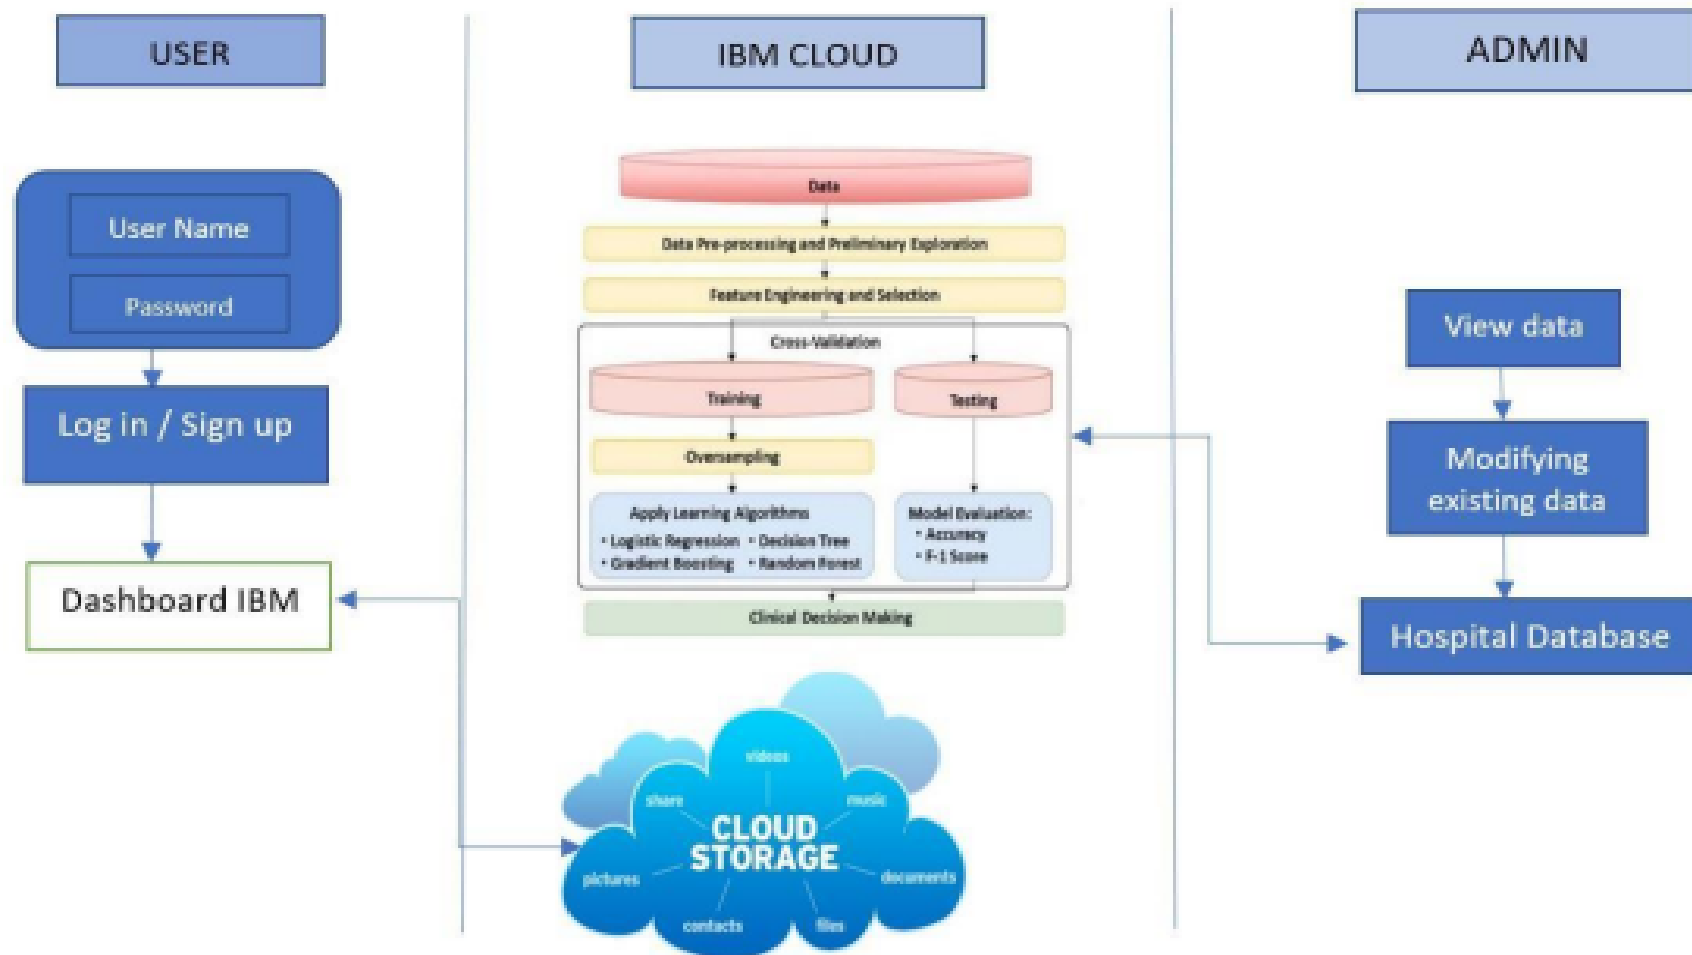 USER
IBM CLOUD
ADMIN
User Name
Password
Log in / Sign up
Dashboard IBM
Data
Data Pre-processing and Preliminary Exploration
Feature Engineering and Selection
Cross-Validation
Training
Testing
Oversampling
Apply Learning Algorithms
• Logistic Regression • Decision Tree
• Gradient Boosting • Random Forest
Model Evaluation:
• Accuracy
• F-1 Score
Clinical Decision Making
videos
share
music
CLOUD
STORAGE
pictures
documents
contacts
files
View data
Modifying
existing data
Hospital Database